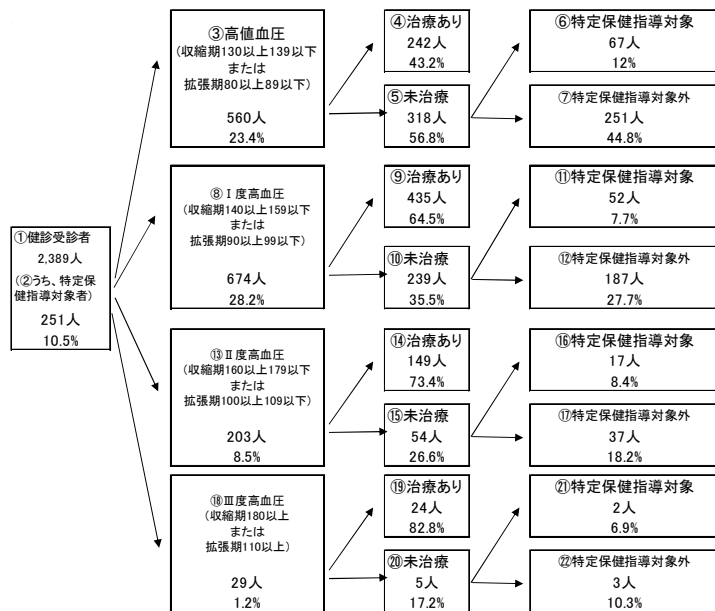 ①健診受診者
2,389人
(②うち、特定保
健指導対象者)
251人
10.5%
③高値血圧
(収縮期130以上139以下
または
拡張期80以上89以下)
560人
23.4%
④治療あり
242人
43.2%
⑤未治療
318人
56.8%
⑥特定保健指導対象
67人
12%
⑦特定保健指導対象外
251人
44.8%
⑧Ⅰ度高血圧
(収縮期140以上159以下
または
拡張期90以上99以下)
674人
28.2%
⑨治療あり
435人
64.5%
⑩未治療
239人
35.5%
⑪特定保健指導対象
52人
7.7%
⑫特定保健指導対象外
187人
27.7%
⑬Ⅱ度高血圧
(収縮期160以上179以下
または
拡張期100以上109以下)
203人
8.5%
⑭治療あり
149人
73.4%
⑮未治療
54人
26.6%
⑯特定保健指導対象
17人
8.4%
⑰特定保健指導対象外
37人
18.2%
⑱Ⅲ度高血圧
(収縮期180以上
または
拡張期110以上)
29人
1.2%
⑲治療あり
24人
82.8%
⑳未治療
5人
17.2%
㉑特定保健指導対象
2人
6.9%
㉒特定保健指導対象外
3人
10.3%